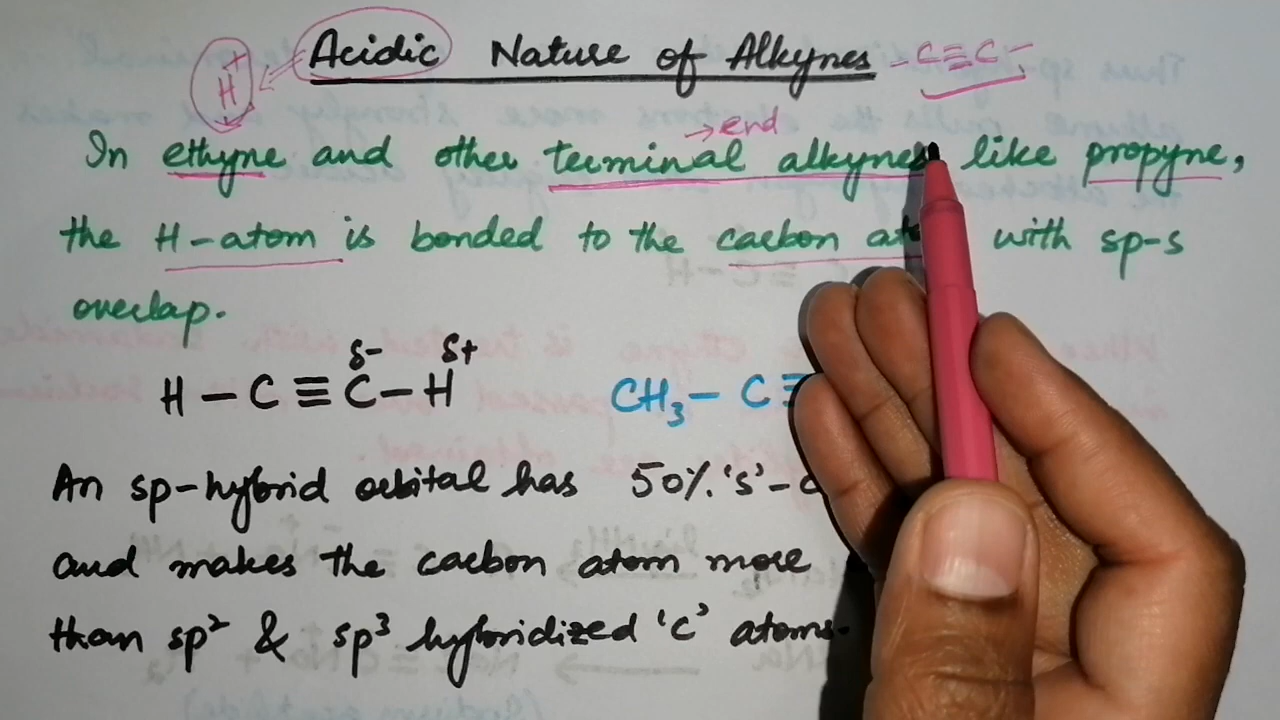 Acidic Nature of Alkynes -C≡C-
H+
→end
In ethyne and other terminal alkynes like propyne,
the H-atom is bonded to the carbon with sp-s
overlap.
δ- δ+
H-C≡C-H CH3-C≡
An sp-hybrid orbital has 50% 's'-
and makes the carbon atom more
than sp² & sp³ hybridized 'c' atoms.